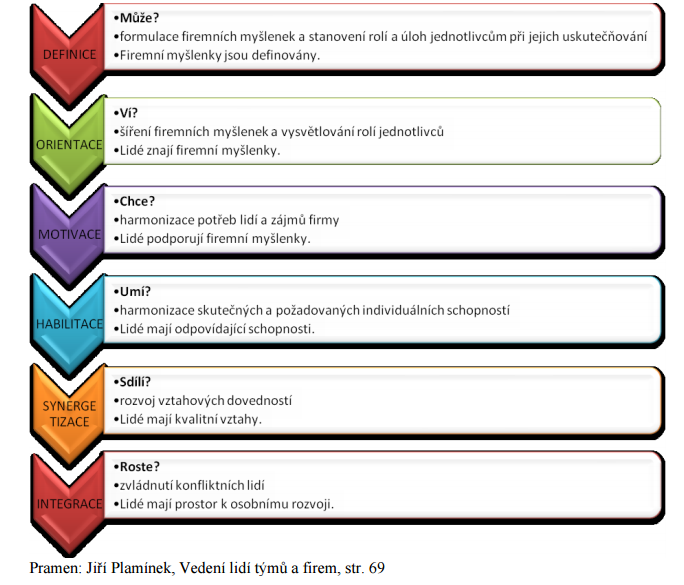 DEFINICE
•Může?
•formulace firemních myšlenek a stanovení rolí a úloh jednotlivcům při jejich uskutečňování
•Firemní myšlenky jsou definovány.
ORIENTACE
•Ví?
•šíření firemních myšlenek a vysvětlování rolí jednotlivců
•Lidé znají firemní myšlenky.
MOTIVACE
•Chce?
•harmonizace potřeb lidí a zájmů firmy
•Lidé podporují firemní myšlenky.
HABILITACE
•Umí?
•harmonizace skutečných a požadovaných individuálních schopností
•Lidé mají odpovídající schopnosti.
SYNERGE
TIZACE
•Sdílí?
•rozvoj vztahových dovedností
•Lidé mají kvalitní vztahy.
INTEGRACE
•Roste?
•zvládnutí konfliktních lidí
•Lidé mají prostor k osobnímu rozvoji.
Pramen: Jiří Plamínek, Vedení lidí týmů a firem, str. 69